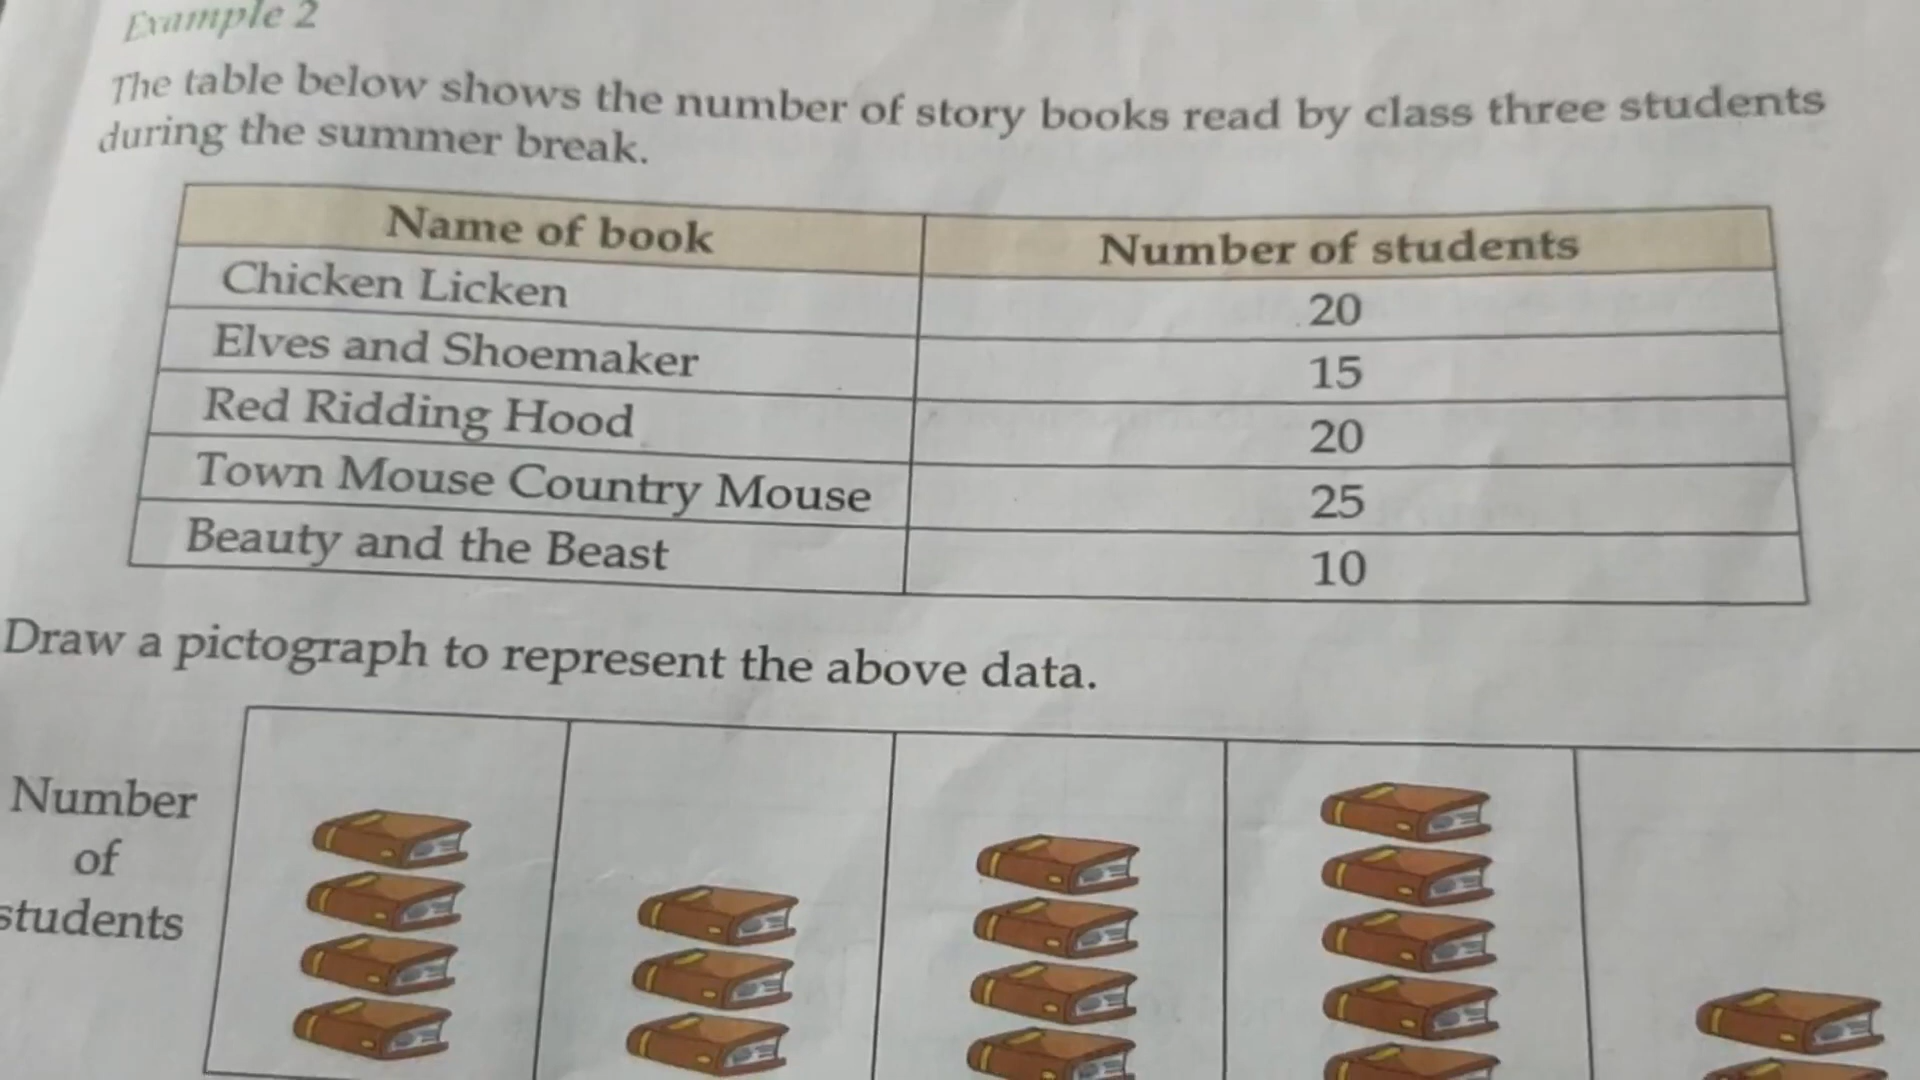 Example 2
The table below shows the number of story books read by class three students
during the summer break.
Name of book Number of students
Chicken Licken 20
Elves and Shoemaker 15
Red Ridding Hood 20
Town Mouse Country Mouse 25
Beauty and the Beast 10
Draw a pictograph to represent the above data.
Number
of
students